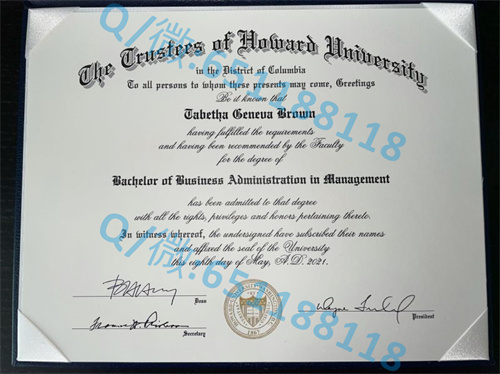 The Trustees of Howard University
in the District of Columbia
To all persons to whom these presents may come, Greetings
Be it known that
Tabetha Geneva Brown
having fulfilled the requirements
and having been recommended by the Faculty
for the degree of
Bachelor of Business Administration in Management
has been admitted to that degree
with all the rights, privileges and honors pertaining thereto.
In witness whereof, the undersigned have subscribed their names
and affixed the seal of the University
this eighth day of May, A.D. 2021.
Dean
Secretary
President
Q/微:651188118
Q/微:651188118